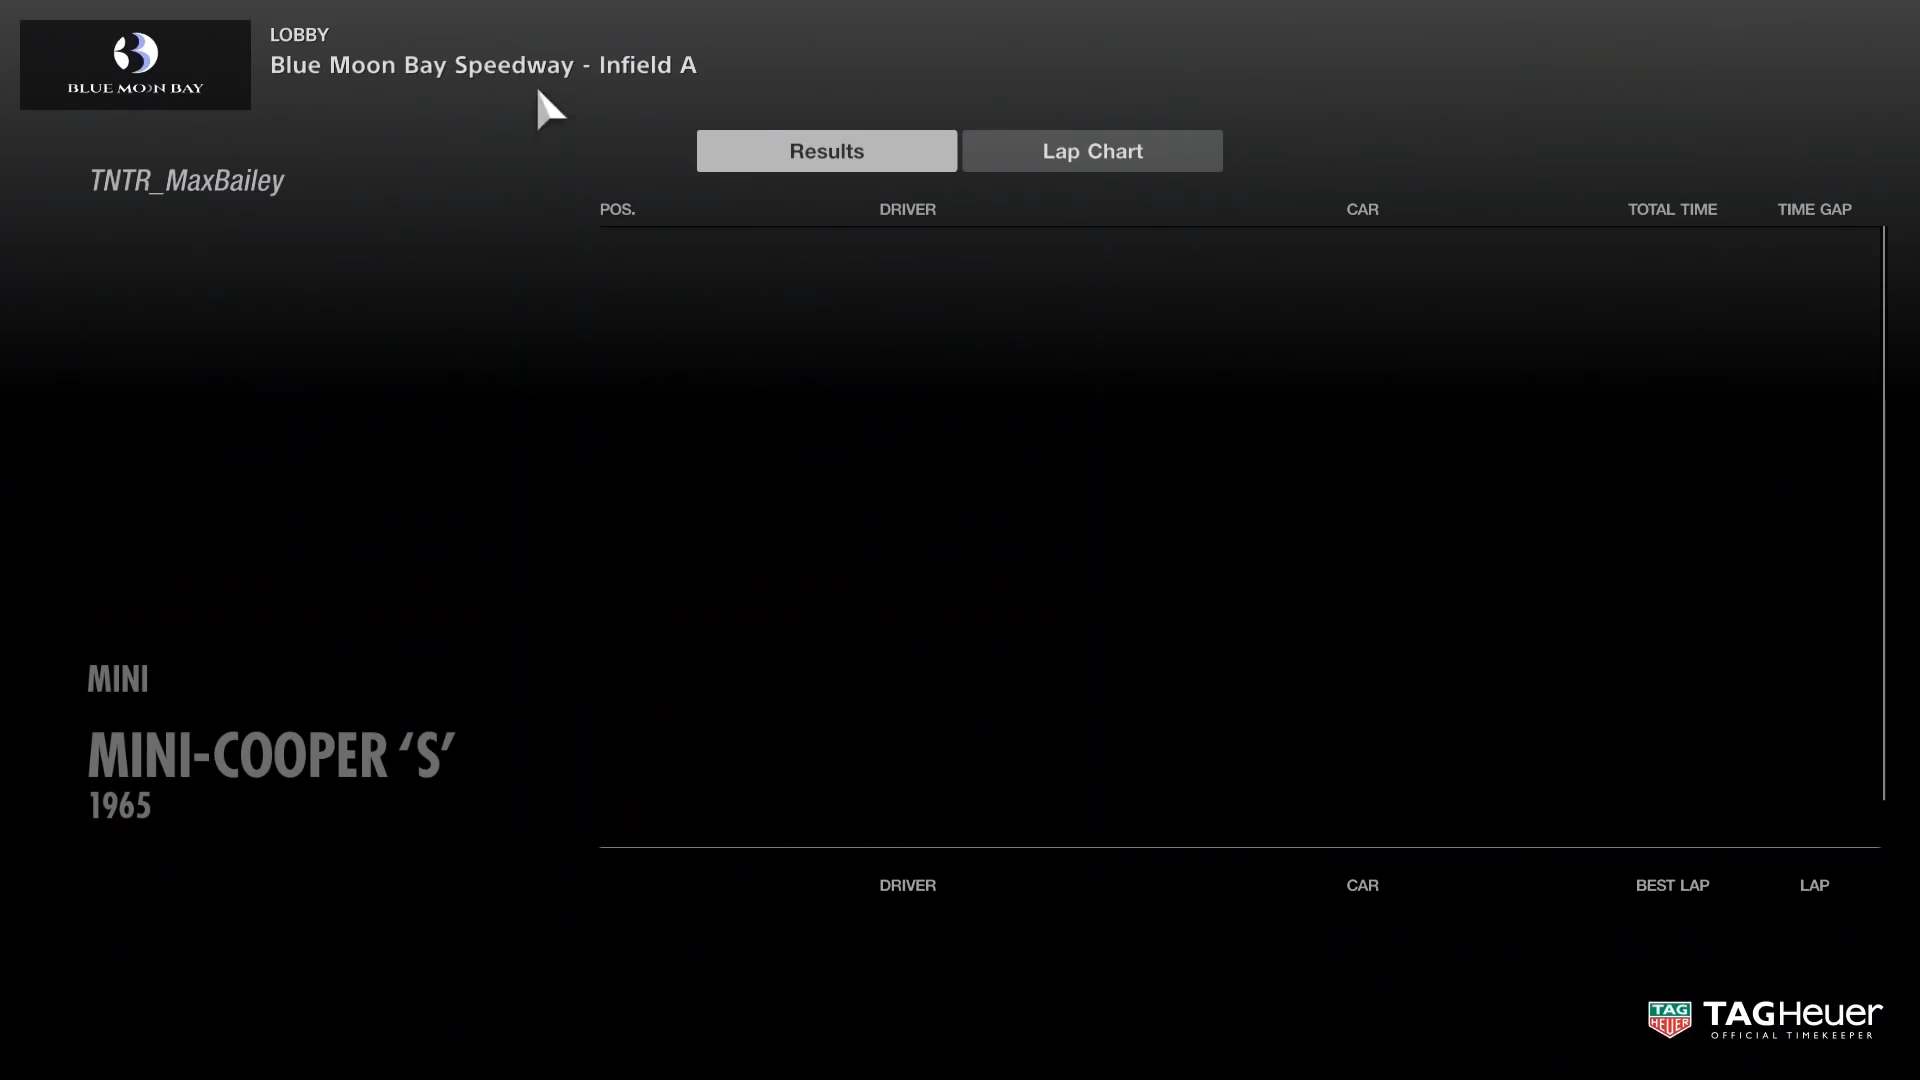 BLUE MOON BAY
LOBBY
Blue Moon Bay Speedway - Infield A
Results
Lap Chart
TNTR_MaxBailey
POS.
DRIVER
CAR
TOTAL TIME
TIME GAP
MINI
MINI-COOPER ‘S’
1965
DRIVER
CAR
BEST LAP
LAP
TAG
HEUER
TAGHeuer
OFFICIAL TIMEKEEPER